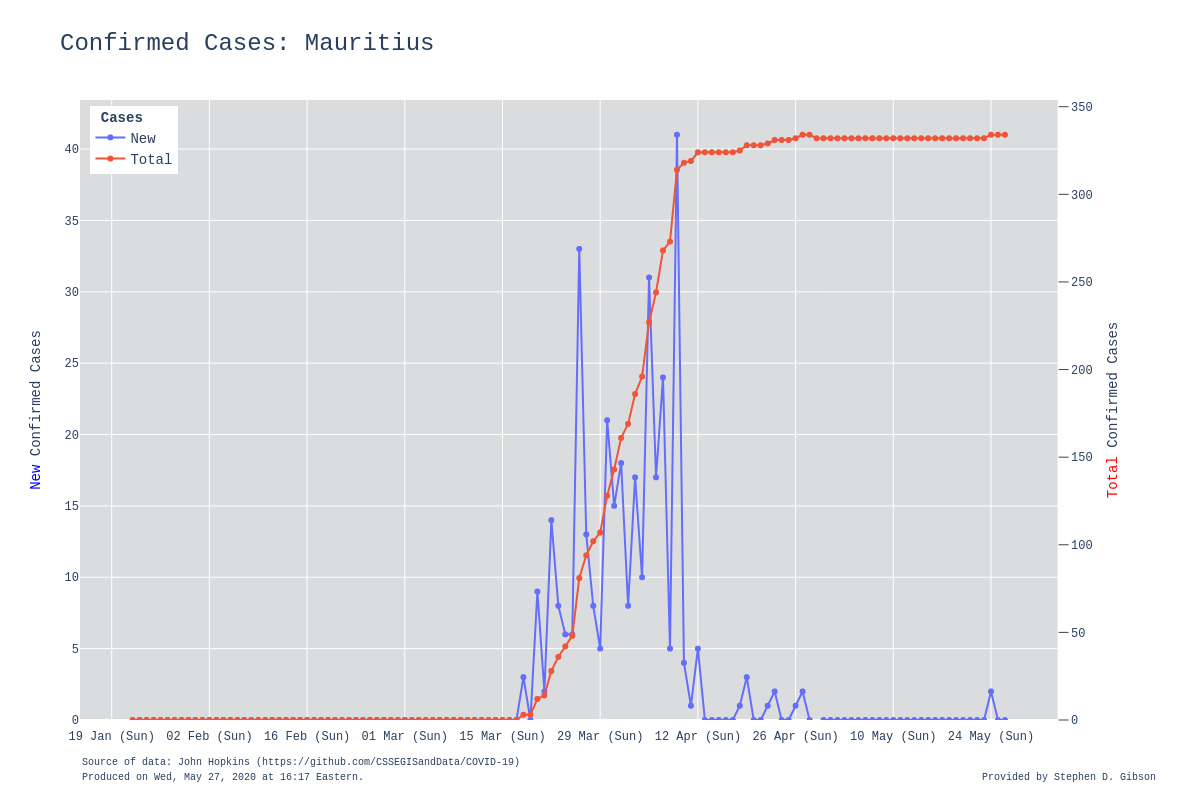 Confirmed Cases: Mauritius
Cases
New
Total
350
300
250
200
150
100
50
0
40
35
30
25
20
15
10
5
0
New Confirmed Cases
Total Confirmed Cases
19 Jan (Sun) 02 Feb (Sun) 16 Feb (Sun) 01 Mar (Sun) 15 Mar (Sun) 29 Mar (Sun) 12 Apr (Sun) 26 Apr (Sun) 10 May (Sun) 24 May (Sun)
Source of data: John Hopkins (https://github.com/CSSEGISandData/COVID-19)
Produced on Wed, May 27, 2020 at 16:17 Eastern.
Provided by Stephen D. Gibson